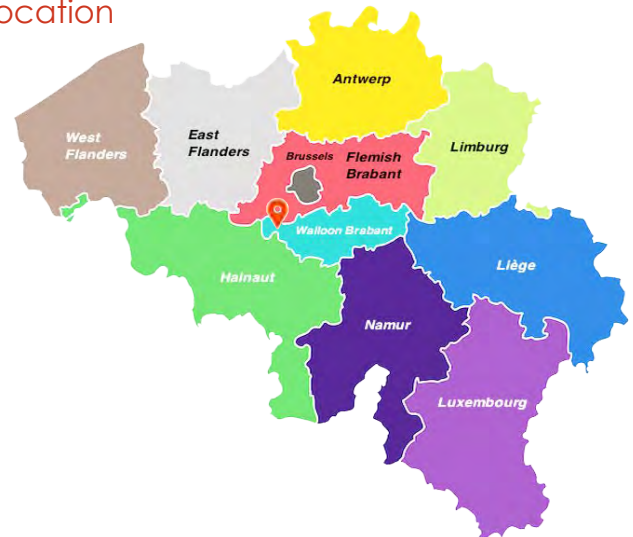 ocation
Antwerp
West
Flanders
East
Flanders
Brussels
Flemish
Brabant
Limburg
Walloon Brabant
Hainaut
Liège
Namur
Luxembourg